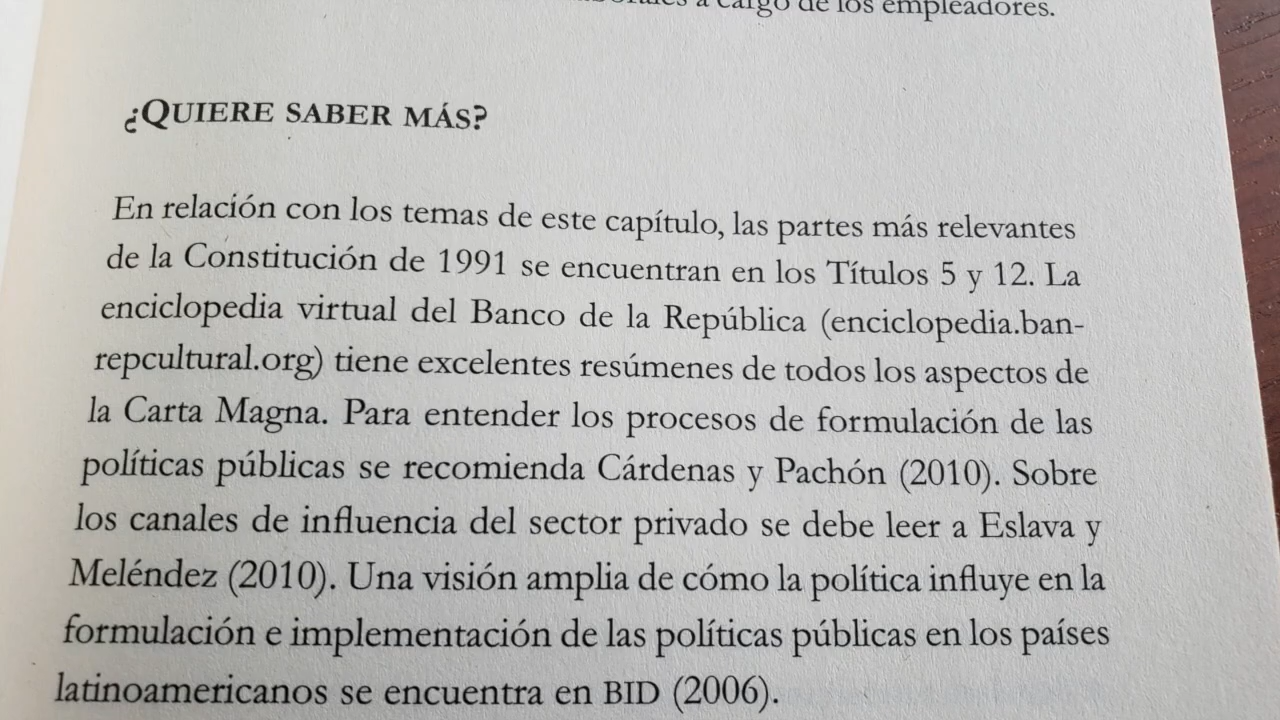 a cargo de los empleadores.
¿QUIERE SABER MÁS?
En relación con los temas de este capítulo, las partes más relevantes
de la Constitución de 1991 se encuentran en los Títulos 5 y 12. La
enciclopedia virtual del Banco de la República (enciclopedia.ban-
repcultural.org) tiene excelentes resúmenes de todos los aspectos de
la Carta Magna. Para entender los procesos de formulación de las
políticas públicas se recomienda Cárdenas y Pachón (2010). Sobre
los canales de influencia del sector privado se debe leer a Eslava y
Meléndez (2010). Una visión amplia de cómo la política influye en la
formulación e implementación de las políticas públicas en los países
latinoamericanos se encuentra en BID (2006).